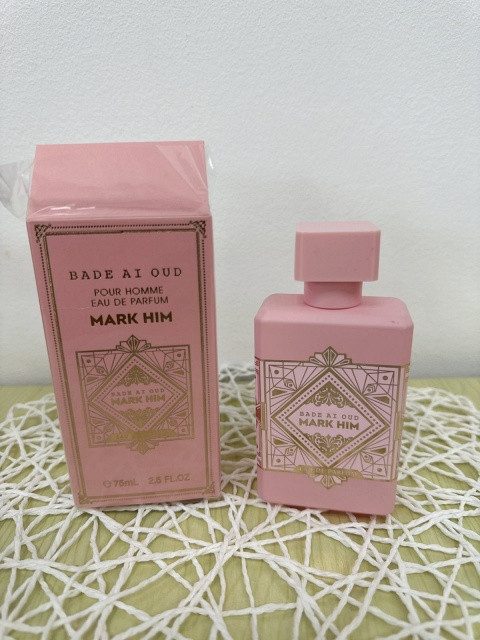 BADE AI OUD
POUR HOMME
EAU DE PARFUM
MARK HIM
BADE AI OUD
MARK HIM
75mL 2.5 FL.OZ
BADE AI OUD
MARK HIM